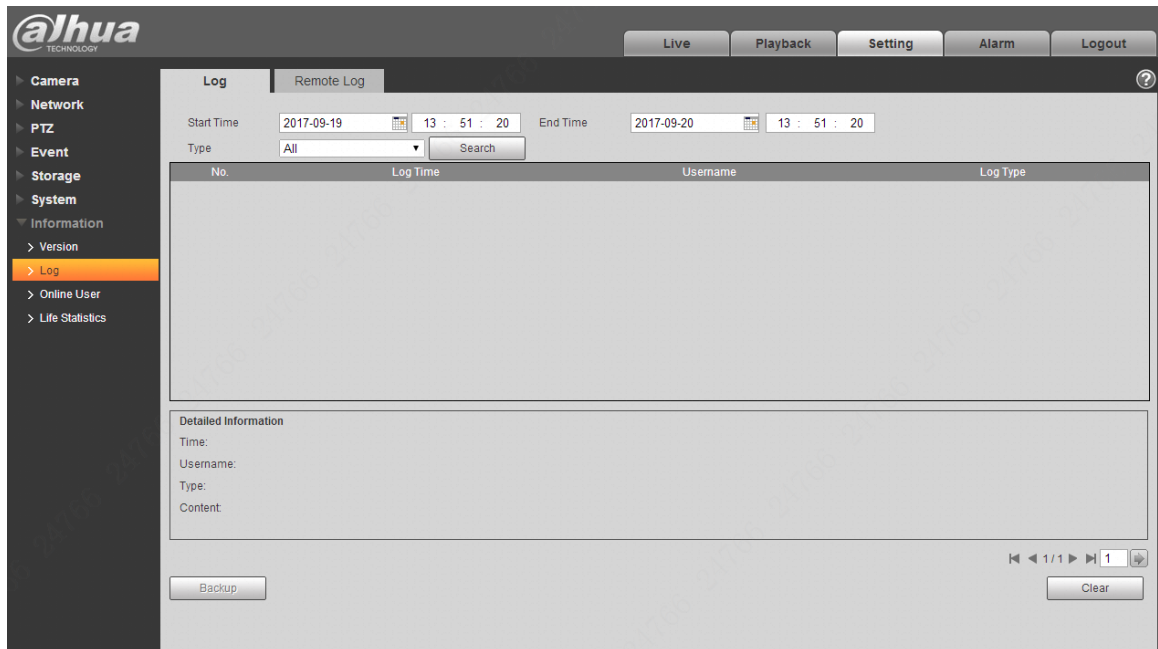 alhua
TECHNOLOGY
Live Playback Setting Alarm Logout
Camera
Network
PTZ
Event
Storage
System
Information
Version
Log
Online User
Life Statistics
Log Remote Log
?
Start Time 2017-09-19 13 : 51 : 20 End Time 2017-09-20 13 : 51 : 20
Type All Search
No. Log Time Username Log Type
Detailed Information
Time:
Username:
Type:
Content:
1/1 1
Backup Clear
24766 24766